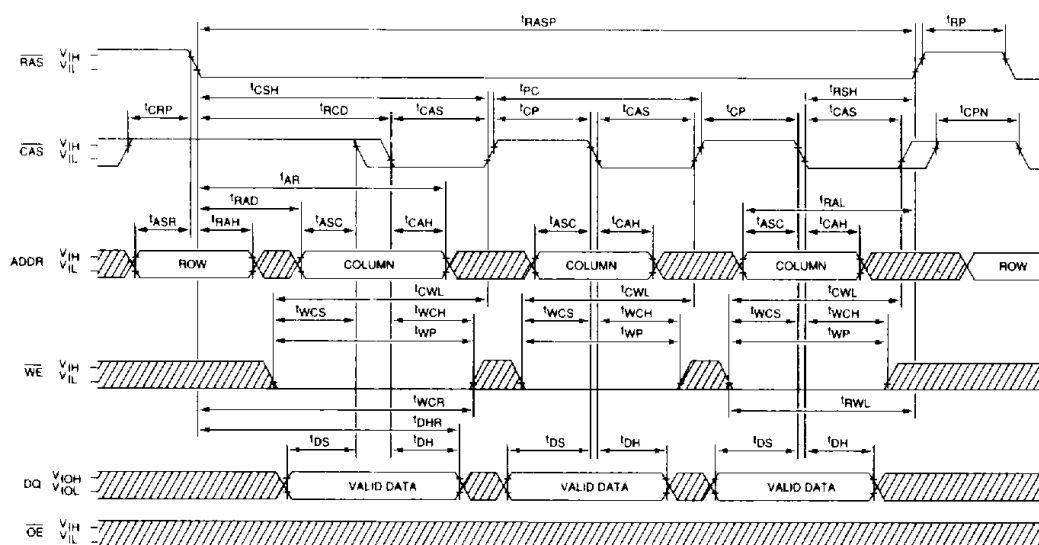 tRASP tRP
RAS VIH
VIL
tCSH tPC tRSH
tCRP tRCD tCAS tCP tCAS tCP tCAS tCPN
CAS VIH
VIL
tAR
tRAD tRAL
tASR tRAH tASC tCAH tASC tCAH tASC tCAH
ADDR VIH
VIL
ROW COLUMN COLUMN COLUMN ROW
tCWL tCWL tCWL
tWCS tWCH tWCS tWCH tWCS tWCH
tWP tWP tWP
WE VIH
VIL
tWCR tRWL
tDHR
tDS tDH tDS tDH tDS tDH
DQ VIOH
VIOL
VALID DATA VALID DATA VALID DATA
OE VIH
VIL